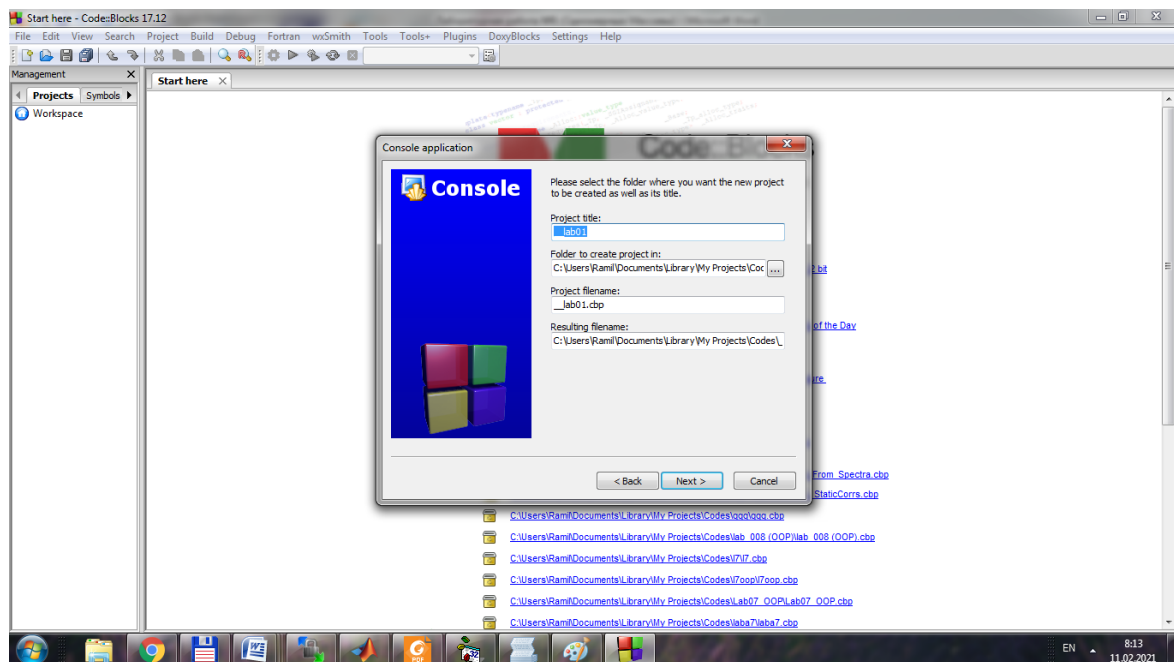 Start here - Code::Blocks 17.12
File Edit View Search Project Build Debug Fortran wxSmith Tools Tools+ Plugins DoxyBlocks Settings Help
Management
Start here
Projects Symbols
Workspace
Console application
Code::Bl
Console
Please select the folder where you want the new project
to be created as well as its title.
Project title:
__lab01
Folder to create project in:
C:\Users\Ramil\Documents\Library\My Projects\Coc ...
2 bit
Project filename:
__lab01.cbp
Resulting filename:
of the Day
C:\Users\Ramil\Documents\Library\My Projects\Codes\_
ure
< Back Next > Cancel
From_Spectra.cbp
StaticCorrs.cbp
C:\Users\Ramil\Documents\Library\My Projects\Codes\qqq\qqq.cbp
C:\Users\Ramil\Documents\Library\My Projects\Codes\lab_008 (OOP)\lab_008 (OOP).cbp
C:\Users\Ramil\Documents\Library\My Projects\Codes\l7\l7.cbp
C:\Users\Ramil\Documents\Library\My Projects\Codes\l7oop\l7oop.cbp
C:\Users\Ramil\Documents\Library\My Projects\Codes\Lab07_OOP\Lab07_OOP.cbp
C:\Users\Ramil\Documents\Library\My Projects\Codes\laba7\laba7.cbp
PDF
EN
8:13
11.02.2021